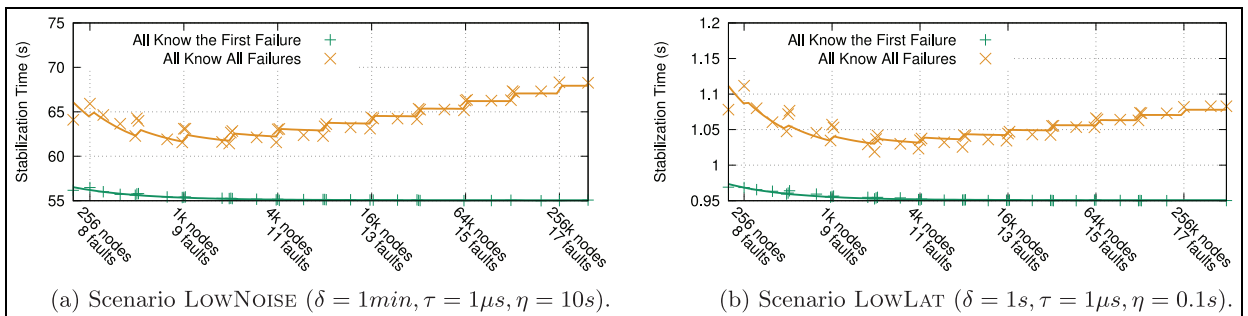 75
70
65
60
55
Stabilization Time (s)
All Know the First Failure
All Know All Failures
256 nodes
8 faults
1k nodes
9 faults
4k nodes
11 faults
16k nodes
13 faults
64k nodes
15 faults
256k nodes
17 faults
(a) Scenario LOWNOISE (δ = 1min, τ = 1μs, η = 10s).
1.2
1.15
1.1
1.05
1
0.95
Stabilization Time (s)
All Know the First Failure
All Know All Failures
256 nodes
8 faults
1k nodes
9 faults
4k nodes
11 faults
16k nodes
13 faults
64k nodes
15 faults
256k nodes
17 faults
(b) Scenario LOWLAT (δ = 1s, τ = 1μs, η = 0.1s).